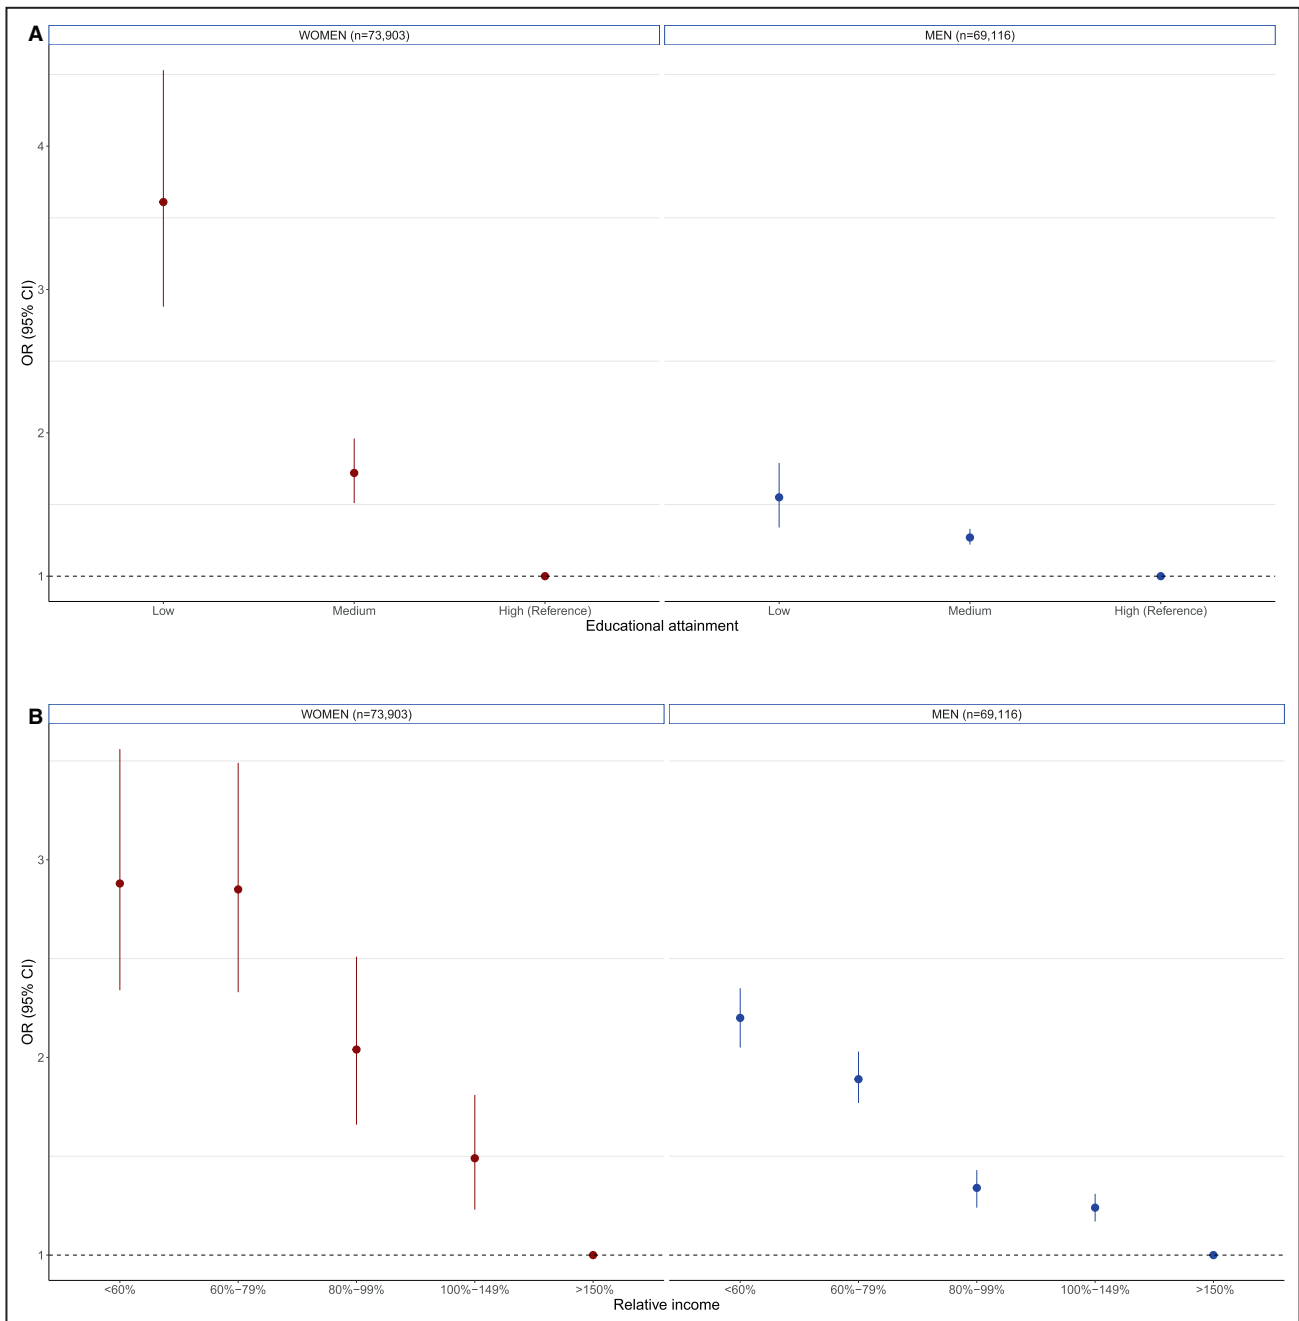 A
WOMEN (n=73,903)
MEN (n=69,116)
OR (95% CI)
4
3
2
1
Low
Medium
High (Reference)
Low
Medium
High (Reference)
Educational attainment
B
WOMEN (n=73,903)
MEN (n=69,116)
OR (95% CI)
3
2
1
<60%
60%−79%
80%−99%
100%−149%
>150%
<60%
60%−79%
80%−99%
100%−149%
>150%
Relative income